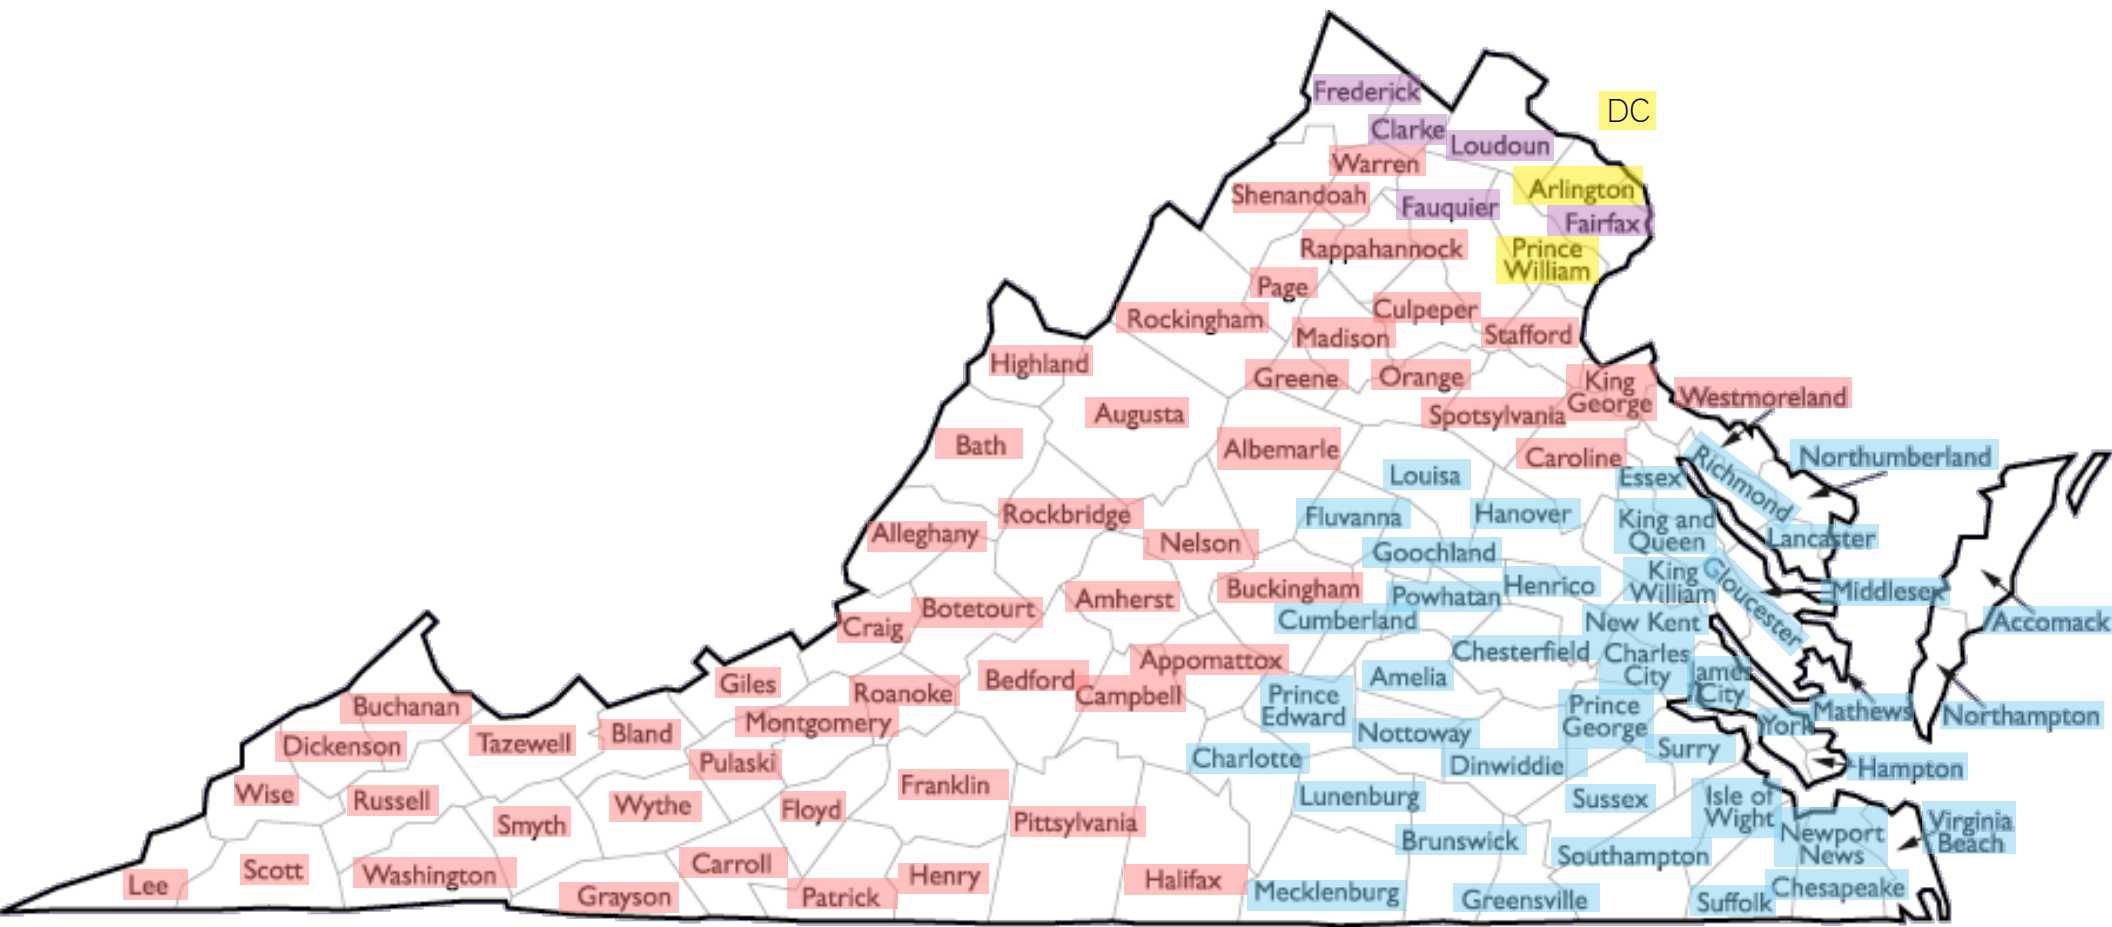 Frederick
DC
Clarke
Loudoun
Warren
Shenandoah
Arlington
Fauquier
Fairfax
Rappahannock
Prince
William
Page
Culpeper
Rockingham
Madison
Stafford
Highland
Greene
Orange
King
George
Westmoreland
Augusta
Spotsylvania
Bath
Albemarle
Caroline
Northumberland
Louisa
Essex
Richmond
Rockbridge
Fluvanna
Hanover
King and
Queen
Alleghany
Nelson
Lancaster
Goochland
King
William
Gloucester
Buckingham
Henrico
Middlesex
Powhatan
Amherst
Botetourt
Cumberland
New Kent
Accomack
Craig
Chesterfield
Charles
City
Appomattox
James
City
Giles
Bedford
Amelia
Roanoke
Campbell
Prince
Edward
Buchanan
Prince
George
Mathews
Northampton
Montgomery
York
Bland
Nottoway
Dickenson
Tazewell
Surry
Pulaski
Charlotte
Dinwiddie
Hampton
Wise
Franklin
Russell
Wythe
Floyd
Lunenburg
Sussex
Isle of
Wight
Smyth
Pittsylvania
Virginia
Beach
Brunswick
Newport
News
Southampton
Carroll
Scott
Washington
Henry
Halifax
Lee
Mecklenburg
Chesapeake
Grayson
Patrick
Greensville
Suffolk